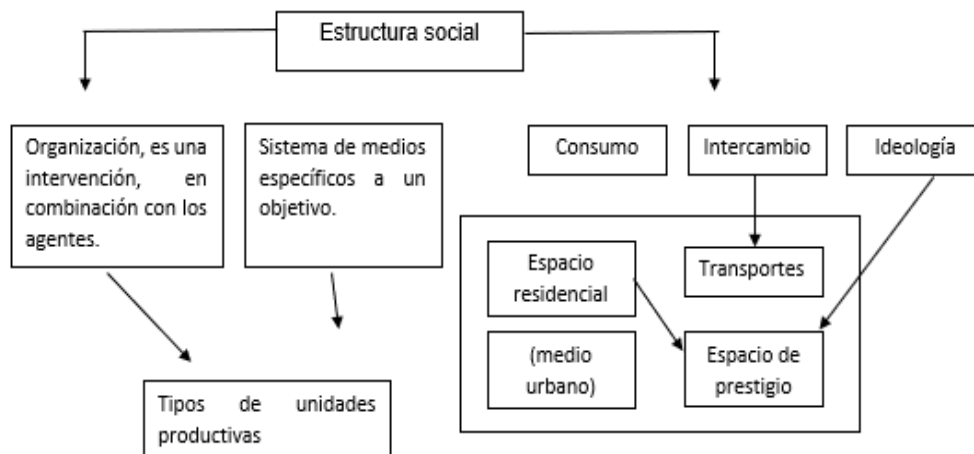 Estructura social
Organización, es una
intervención, en
combinación con los
agentes.
Sistema de medios
específicos a un
objetivo.
Consumo
Intercambio
Ideología
Espacio
residencial
Transportes
(medio
urbano)
Espacio de
prestigio
Tipos de unidades
productivas